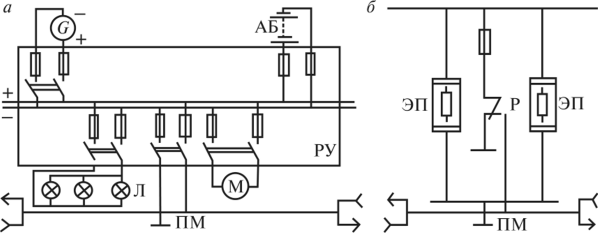 а
–
G
+
АБ
+
–
РУ
Л
М
ПМ
б
ЭП
Р
ЭП
ПМ